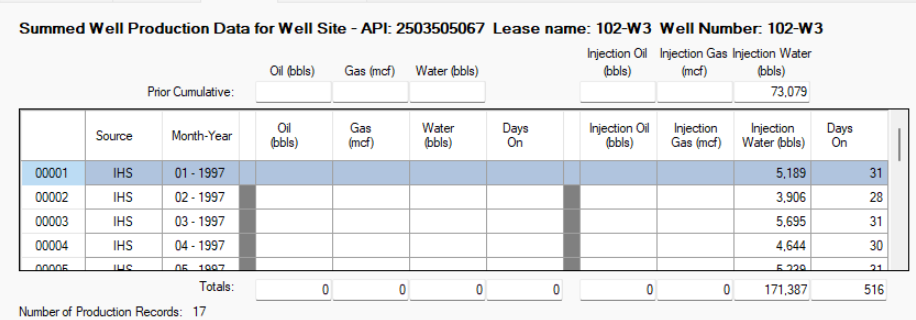 Summed Well Production Data for Well Site - API: 2503505067 Lease name: 102-W3 Well Number: 102-W3
Oil (bbls) Gas (mcf) Water (bbls) Injection Oil (bbls) Injection Gas (mcf) Injection Water (bbls)
Prior Cumulative: 73,079
Source Month-Year Oil (bbls) Gas (mcf) Water (bbls) Days On Injection Oil (bbls) Injection Gas (mcf) Injection Water (bbls) Days On
00001 IHS 01 - 1997 5,189 31
00002 IHS 02 - 1997 3,906 28
00003 IHS 03 - 1997 5,695 31
00004 IHS 04 - 1997 4,644 30
00005 IHS 05 - 1997 5,239 31
Totals: 0 0 0 0 0 0 171,387 516
Number of Production Records: 17